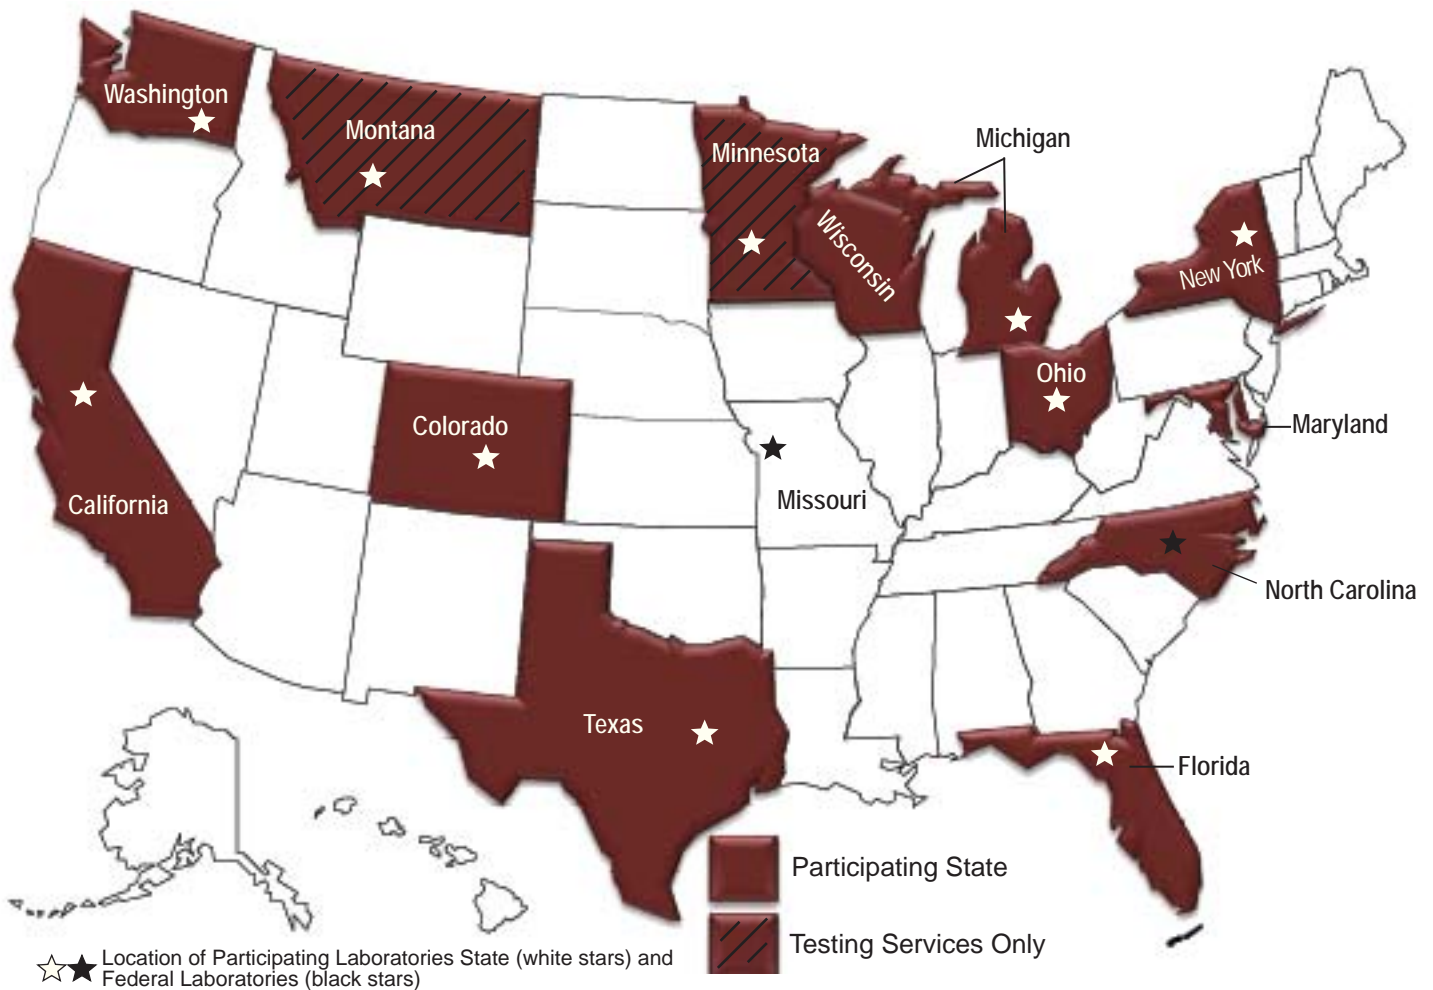 Washington
Montana
Minnesota
Michigan
Wisconsin
New York
Ohio
Colorado
Maryland
California
Missouri
North Carolina
Texas
Florida
Participating State
Testing Services Only
Location of Participating Laboratories State (white stars) and
Federal Laboratories (black stars)